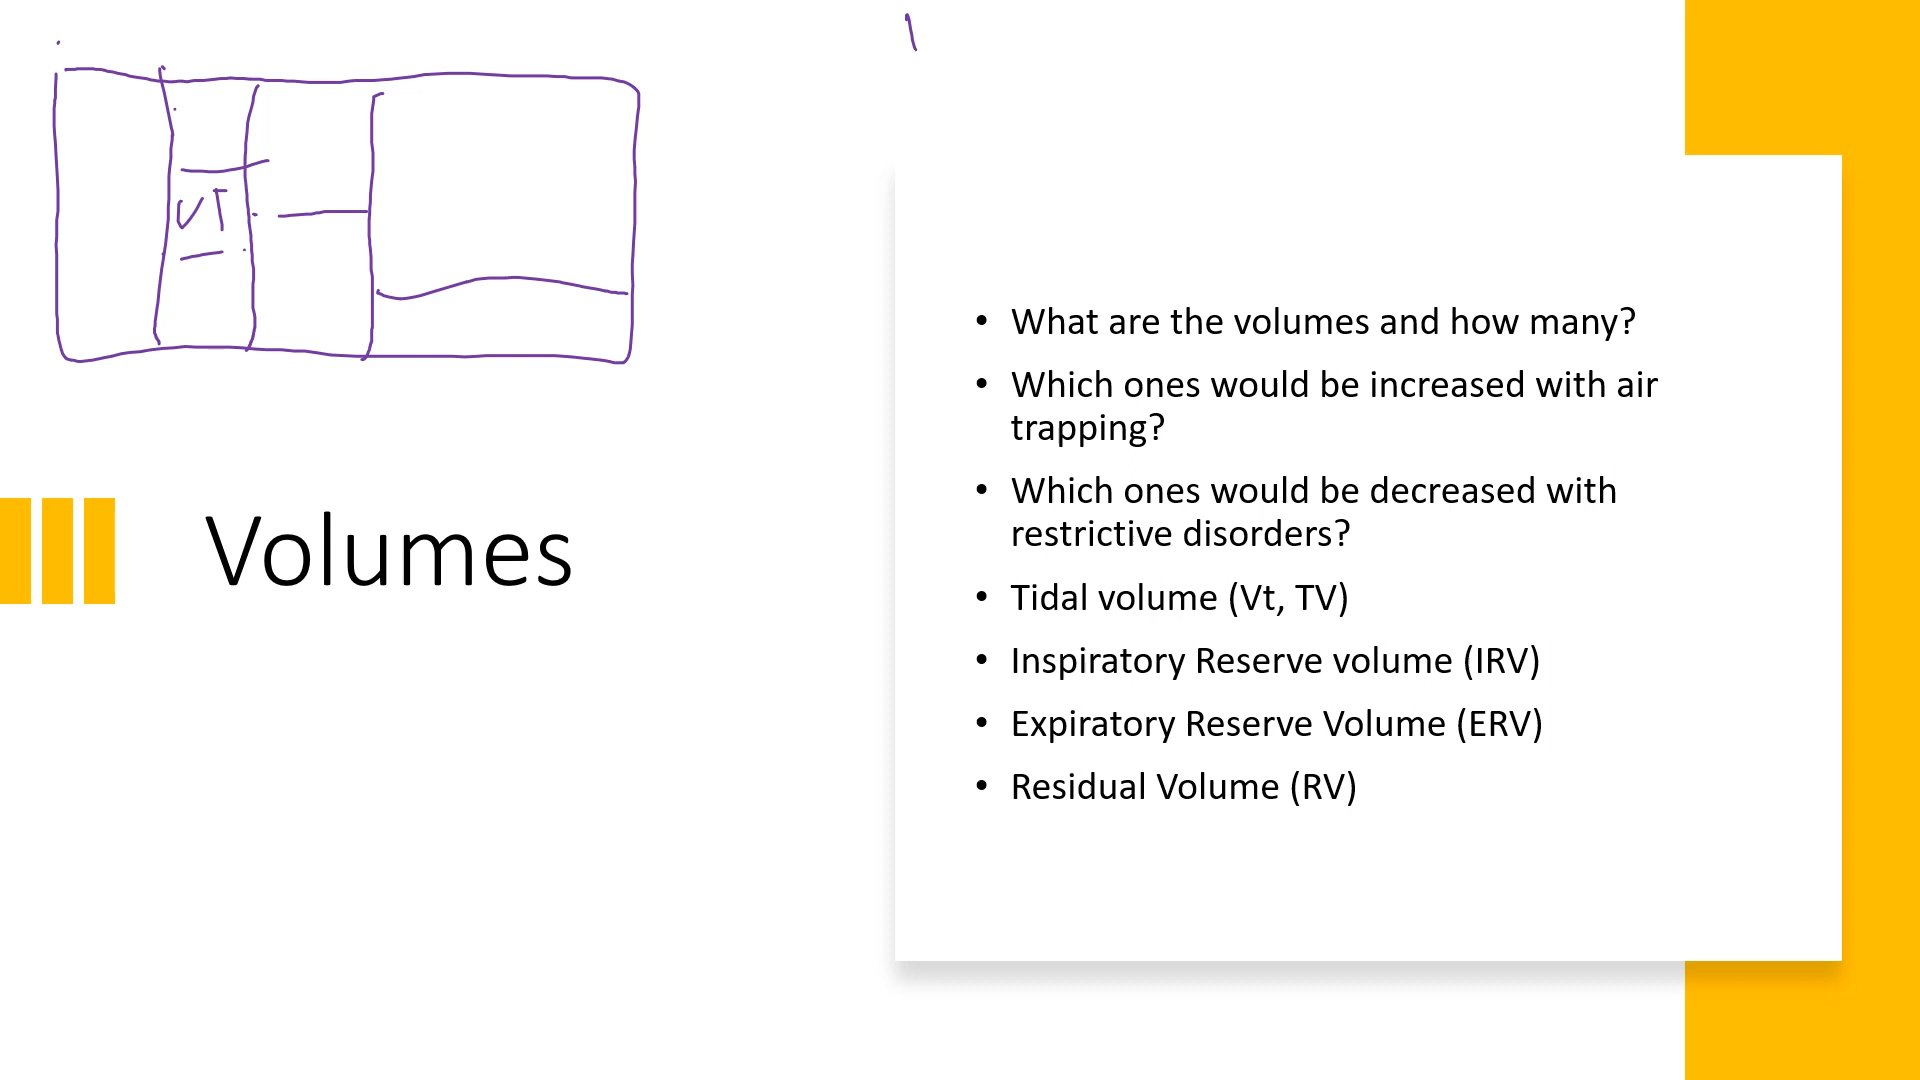 VT
Volumes
• What are the volumes and how many?
• Which ones would be increased with air
trapping?
• Which ones would be decreased with
restrictive disorders?
• Tidal volume (Vt, TV)
• Inspiratory Reserve volume (IRV)
• Expiratory Reserve Volume (ERV)
• Residual Volume (RV)